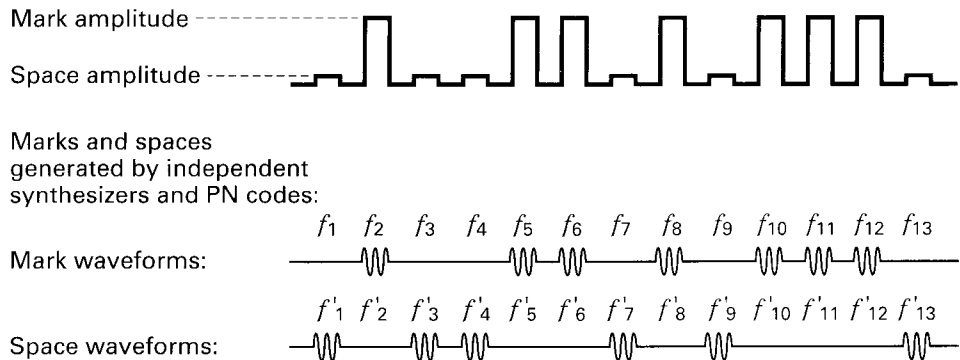 Mark amplitude
Space amplitude
Marks and spaces
generated by independent
synthesizers and PN codes:
f1 f2 f3 f4 f5 f6 f7 f8 f9 f10 f11 f12 f13
Mark waveforms:
f'1 f'2 f'3 f'4 f'5 f'6 f'7 f'8 f'9 f'10 f'11 f'12 f'13
Space waveforms: